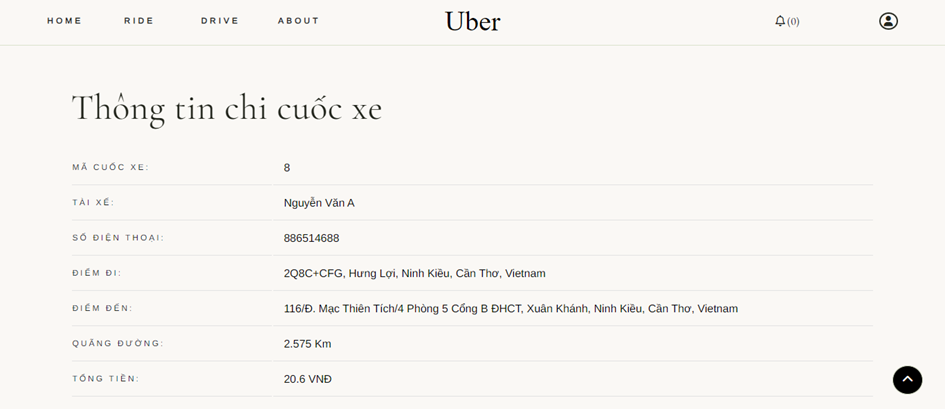 HOME RIDE DRIVE ABOUT Uber (0)
Thông tin chi cuốc xe
MÃ CUỐC XE: 8
TÀI XẾ: Nguyễn Văn A
SỐ ĐIỆN THOẠI: 886514688
ĐIỂM ĐI: 2Q8C+CFG, Hưng Lợi, Ninh Kiều, Cần Thơ, Vietnam
ĐIỂM ĐẾN: 116/Đ. Mạc Thiên Tích/4 Phòng 5 Cổng B ĐHCT, Xuân Khánh, Ninh Kiều, Cần Thơ, Vietnam
QUÃNG ĐƯỜNG: 2.575 Km
TỔNG TIỀN: 20.6 VNĐ